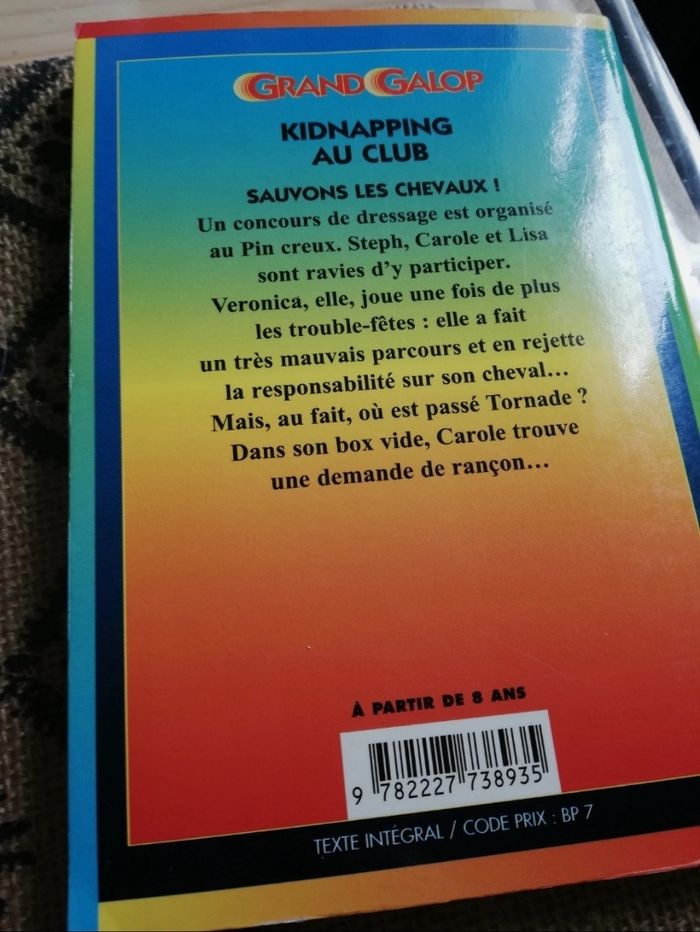 GRAND GALOP
KIDNAPPING
AU CLUB
SAUVONS LES CHEVAUX !
Un concours de dressage est organisé
au Pin creux. Steph, Carole et Lisa
sont ravies d'y participer.
Veronica, elle, joue une fois de plus
les trouble-fêtes : elle a fait
un très mauvais parcours et en rejette
la responsabilité sur son cheval...
Mais, au fait, où est passé Tornade ?
Dans son box vide, Carole trouve
une demande de rançon...
À PARTIR DE 8 ANS
9 782227 738935
TEXTE INTÉGRAL / CODE PRIX : BP 7